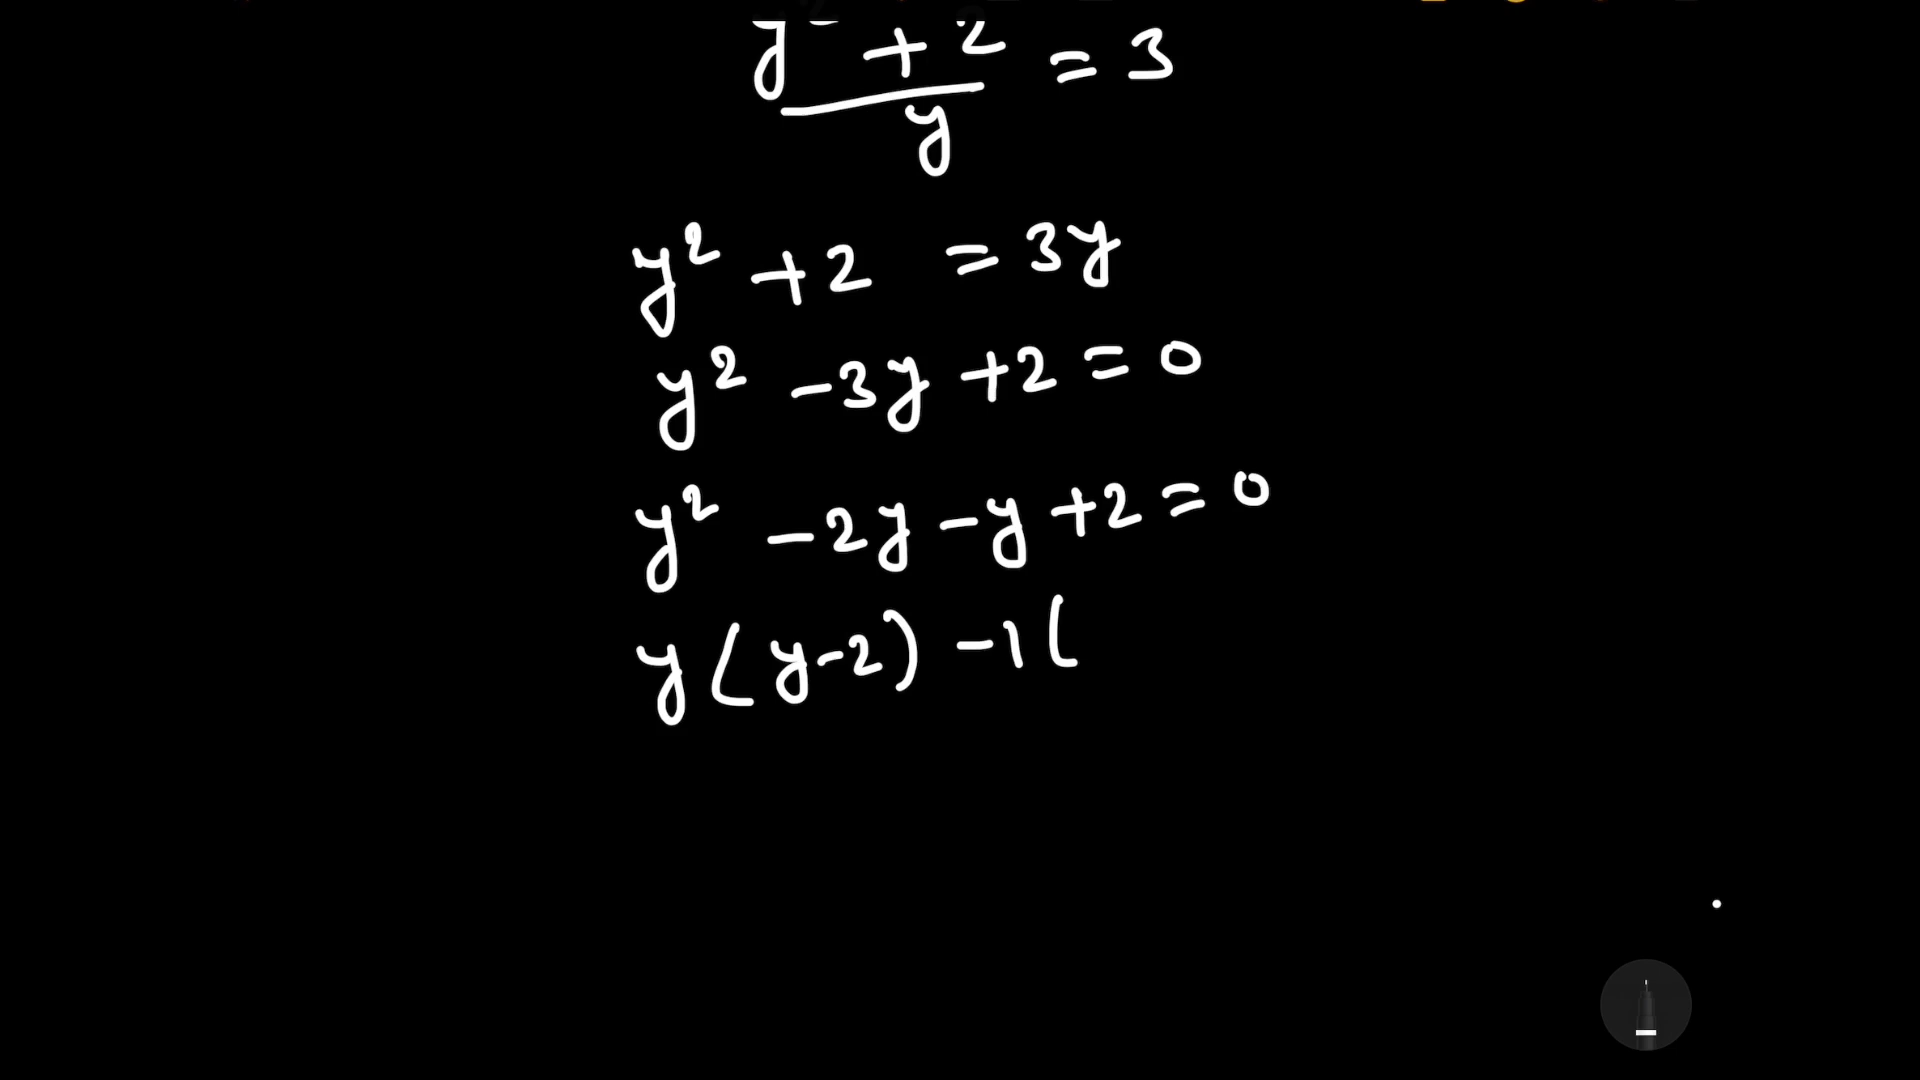 y² + 2
/ y = 3
y² + 2 = 3y
y² - 3y + 2 = 0
y² - 2y - y + 2 = 0
y(y-2) - 1(